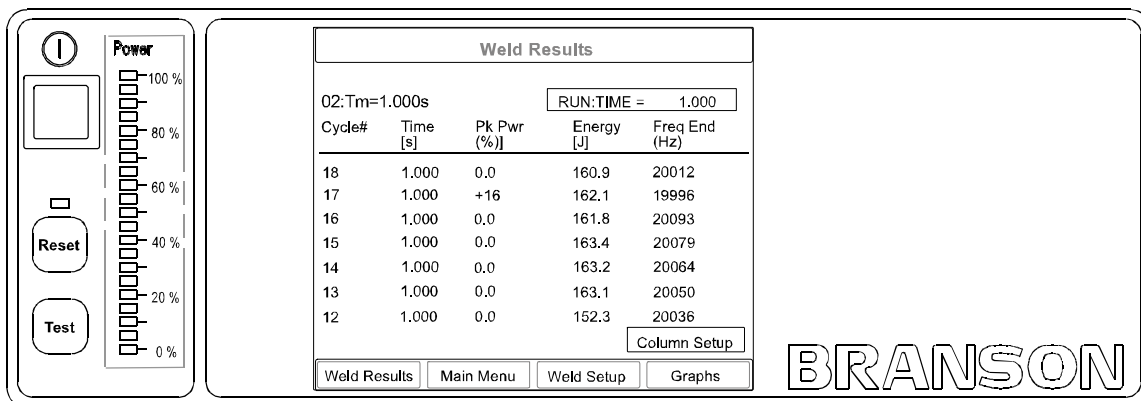 Power
100 %
80 %
60 %
40 %
20 %
0 %
Reset
Test
Weld Results
02:Tm=1.000s RUN:TIME = 1.000
Cycle# Time [s] Pk Pwr (%)] Energy [J] Freq End (Hz)
18 1.000 0.0 160.9 20012
17 1.000 +16 162.1 19996
16 1.000 0.0 161.8 20093
15 1.000 0.0 163.4 20079
14 1.000 0.0 163.2 20064
13 1.000 0.0 163.1 20050
12 1.000 0.0 152.3 20036
Column Setup
Weld Results Main Menu Weld Setup Graphs
BRANSON